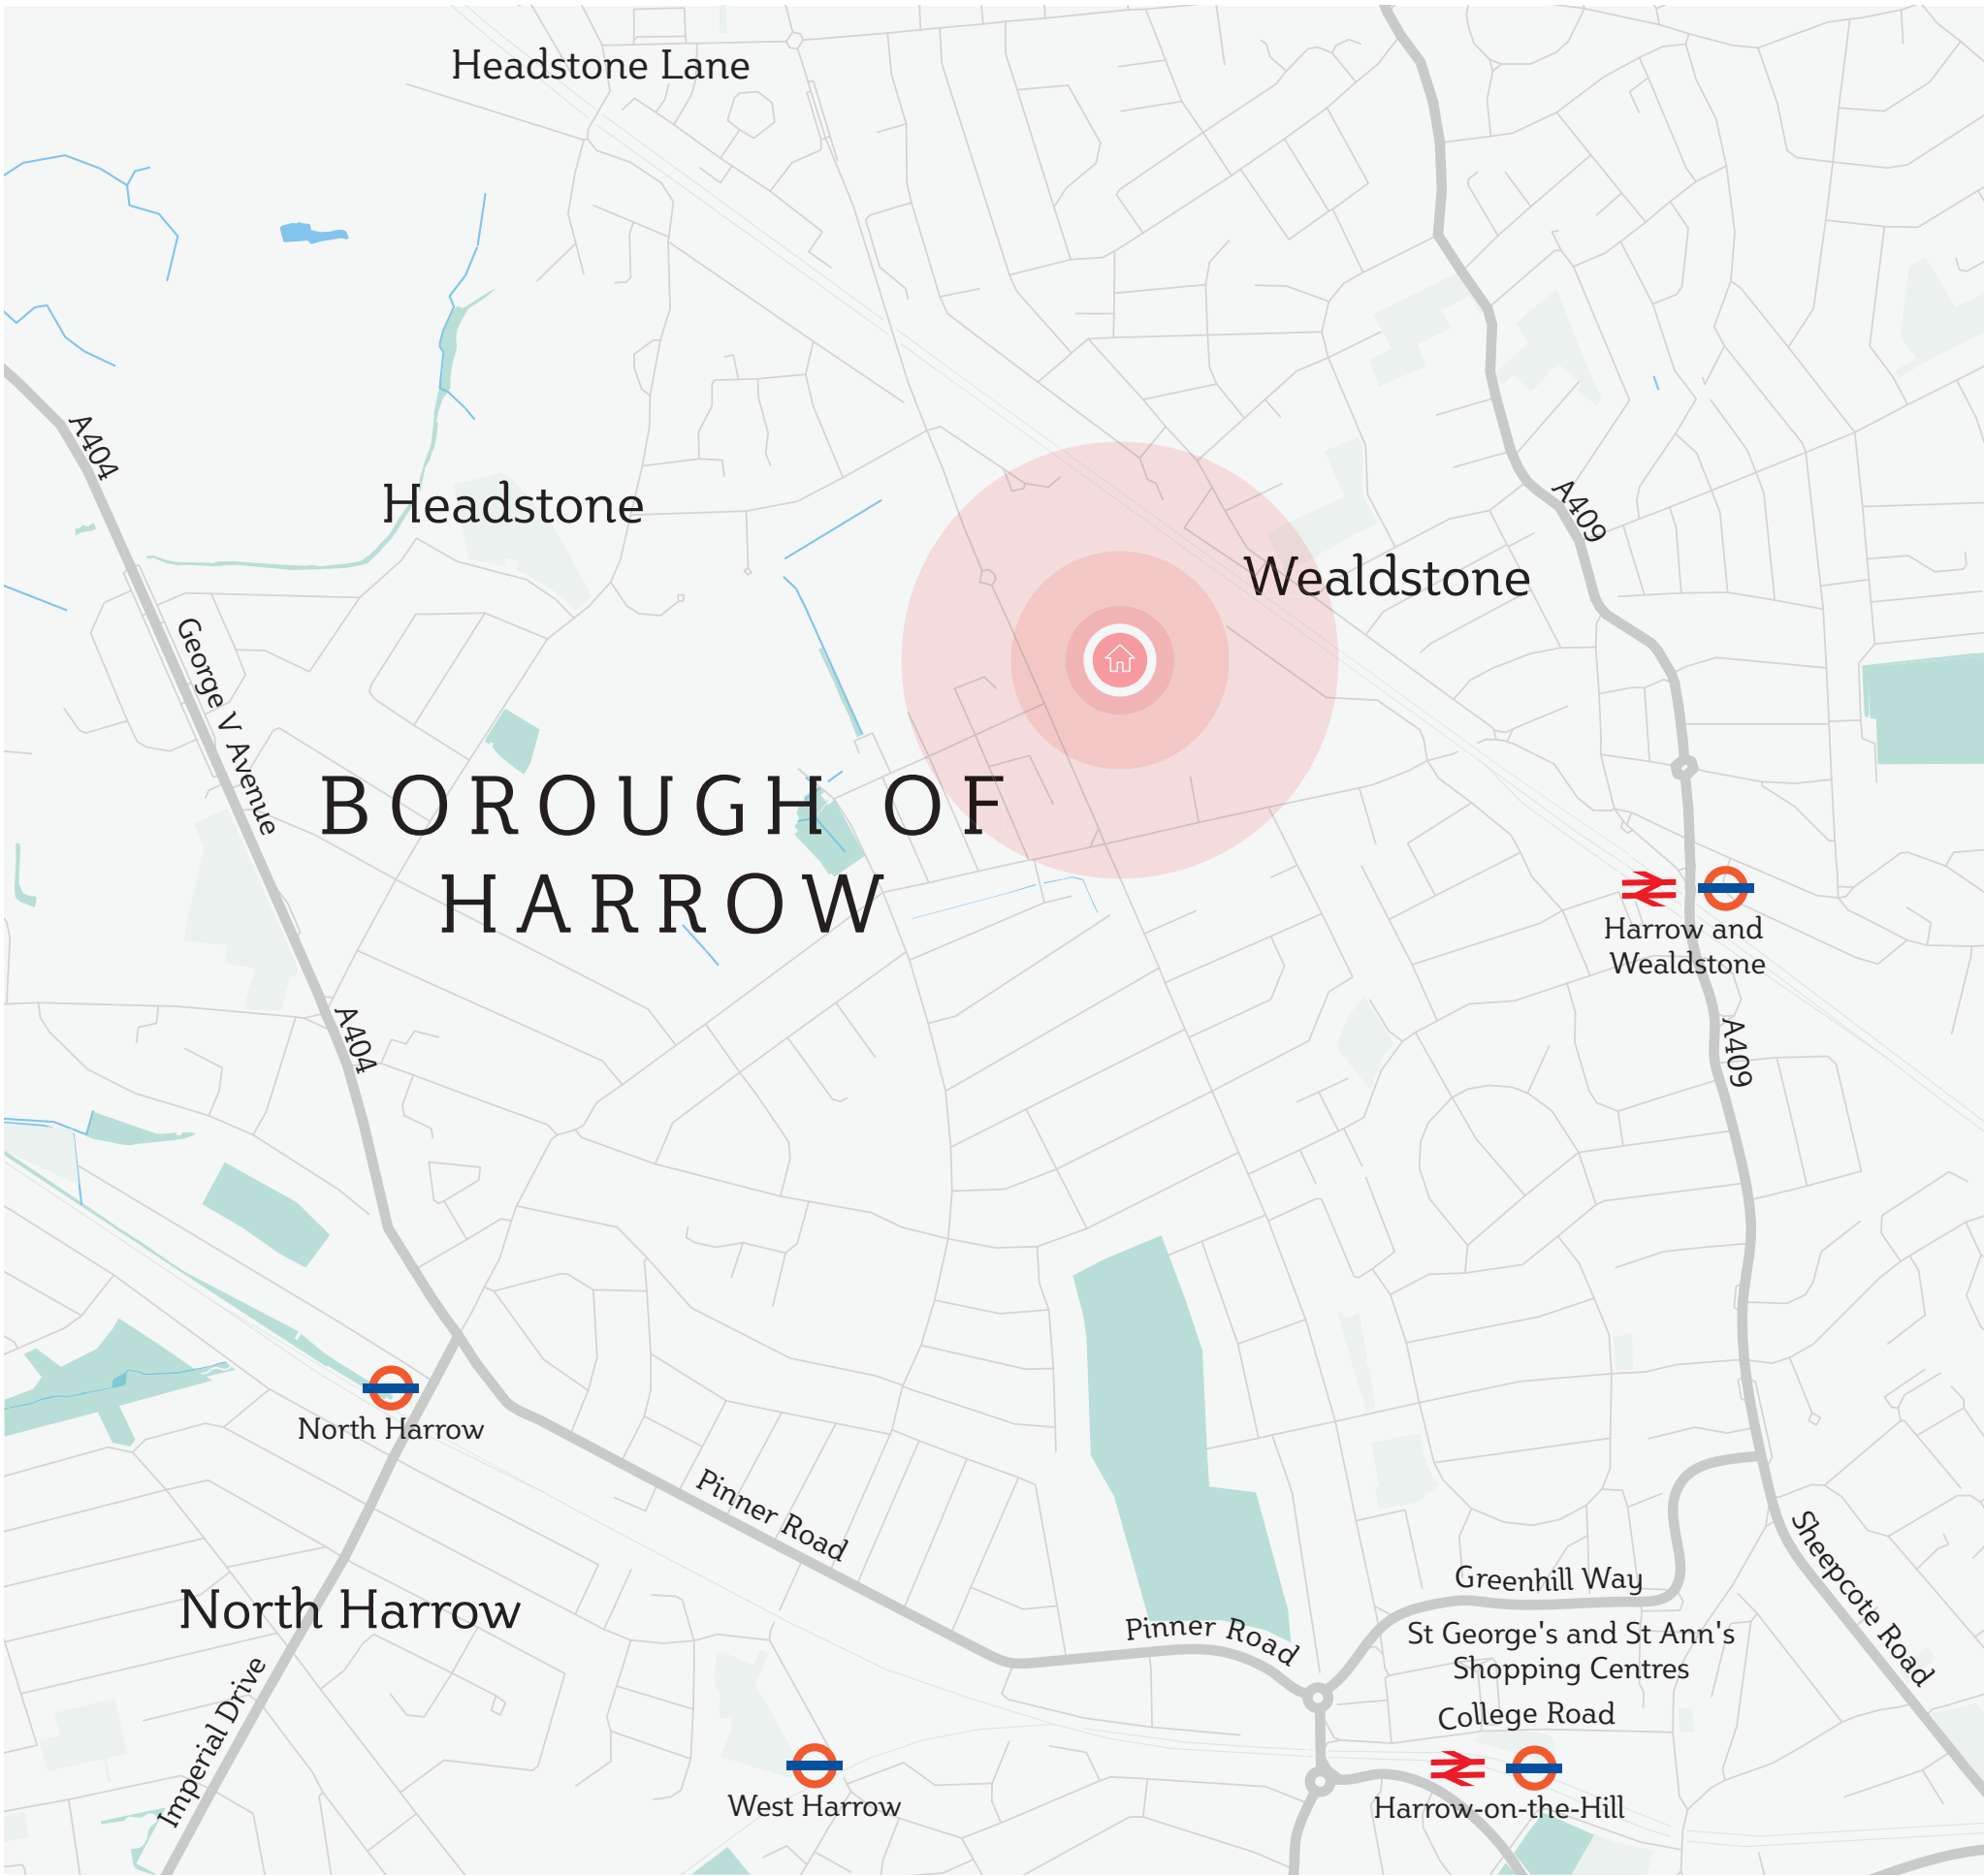 Headstone Lane
A404
Headstone
A409
Wealdstone
George V Avenue
BOROUGH OF
HARROW
Harrow and
Wealdstone
A404
A409
North Harrow
Pinner Road
Greenhill Way
Sheepcote Road
North Harrow
Pinner Road
St George's and St Ann's
Shopping Centres
College Road
Imperial Drive
West Harrow
Harrow-on-the-Hill